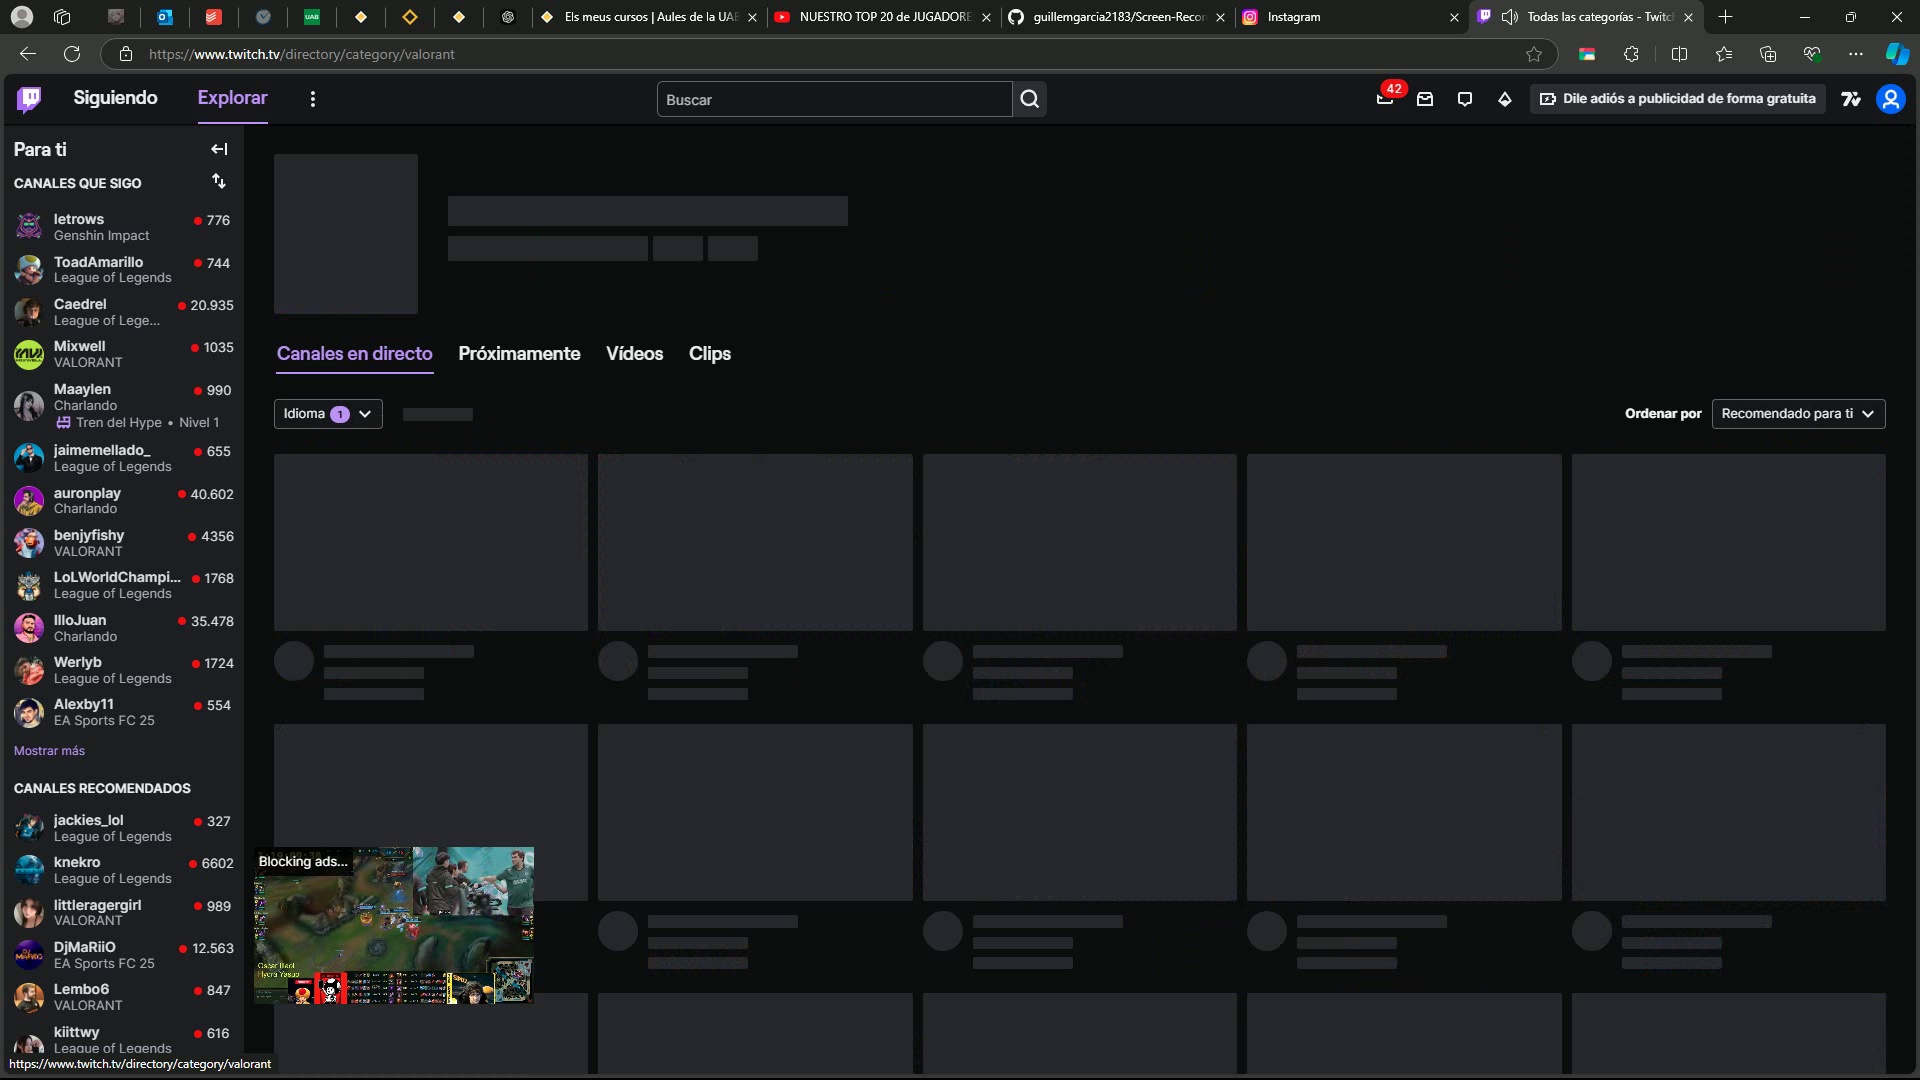 Els meus cursos | Aules de la UAB
NUESTRO TOP 20 de JUGADORE
guillemgarcia2183/Screen-Recor
Instagram
Todas las categorías - Twitc
https://www.twitch.tv/directory/category/valorant
Siguiendo
Explorar
Buscar
42
Dile adiós a publicidad de forma gratuita
Para ti
CANALES QUE SIGO
letrows
776
Genshin Impact
ToadAmarillo
744
League of Legends
Caedrel
20.935
League of Lege...
Mixwell
1035
VALORANT
Maaylen
990
Charlando
Tren del Hype • Nivel 1
jaimemellado_
655
League of Legends
auronplay
40.602
Charlando
benjyfishy
4356
VALORANT
LoLWorldChampi...
1768
League of Legends
IlloJuan
35.478
Charlando
Werlyb
1724
League of Legends
Alexby11
554
EA Sports FC 25
Mostrar más
CANALES RECOMENDADOS
jackies_lol
327
League of Legends
knekro
6602
League of Legends
littleragergirl
989
VALORANT
DjMaRiiO
12.563
EA Sports FC 25
Lembo6
847
VALORANT
kiittwy
616
League of Legends
https://www.twitch.tv/directory/category/valorant
Canales en directo
Próximamente
Vídeos
Clips
Idioma 1
Ordenar por
Recomendado para ti
Blocking ads...